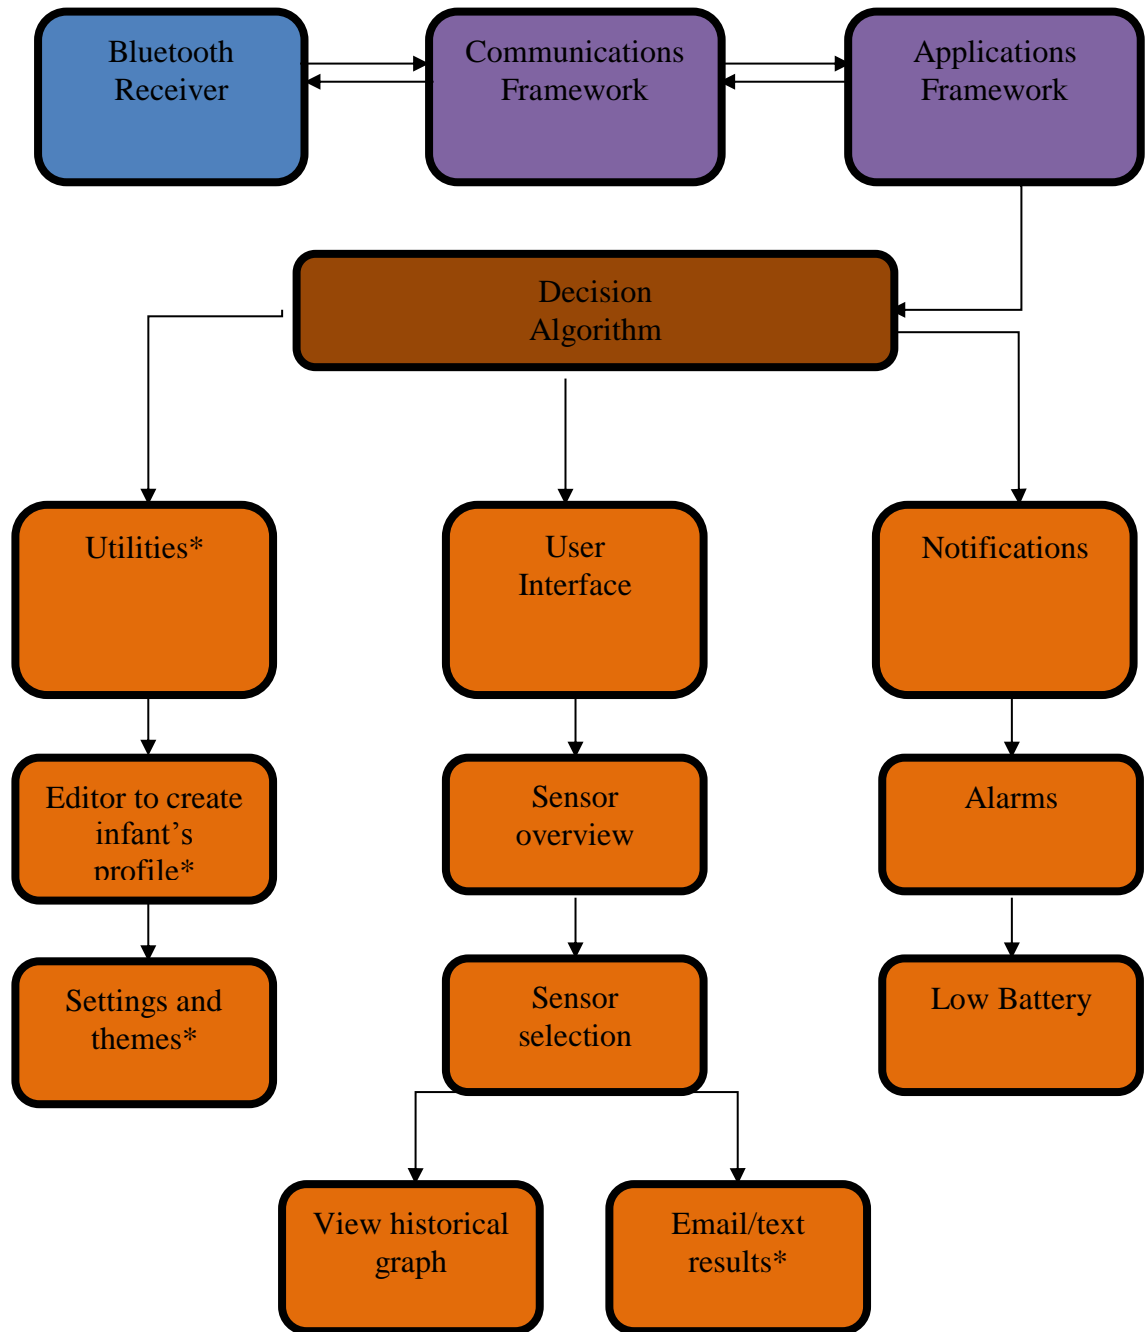 Bluetooth
Receiver
Communications
Framework
Applications
Framework
Decision
Algorithm
Utilities*
User
Interface
Notifications
Editor to create
infant’s
profile*
Sensor
overview
Alarms
Settings and
themes*
Sensor
selection
Low Battery
View historical
graph
Email/text
results*